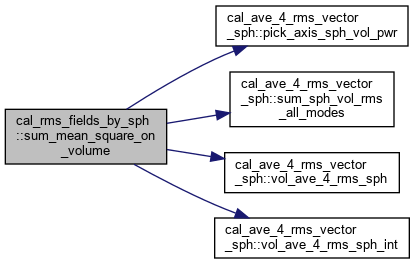 cal_ave_4_rms_vector
_sph::pick_axis_sph_vol_pwr
cal_ave_4_rms_vector
_sph::sum_sph_vol_rms
_all_modes
cal_rms_fields_by_sph
::sum_mean_square_on
_volume
cal_ave_4_rms_vector
_sph::vol_ave_4_rms_sph
cal_ave_4_rms_vector
_sph::vol_ave_4_rms_sph_int